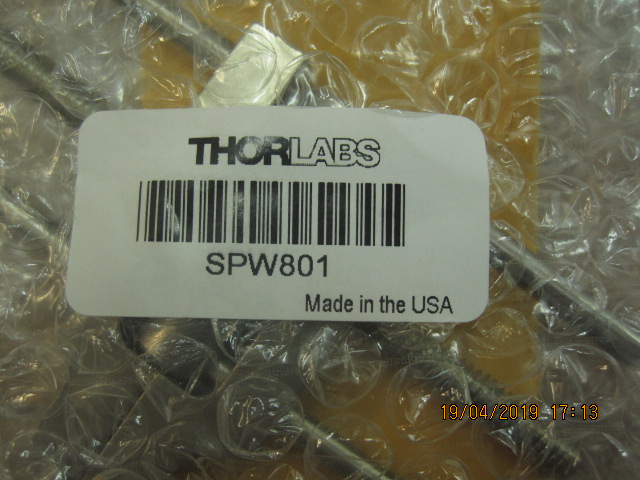 THORLABS
SPW801
Made in the USA
19/04/2019 17:13